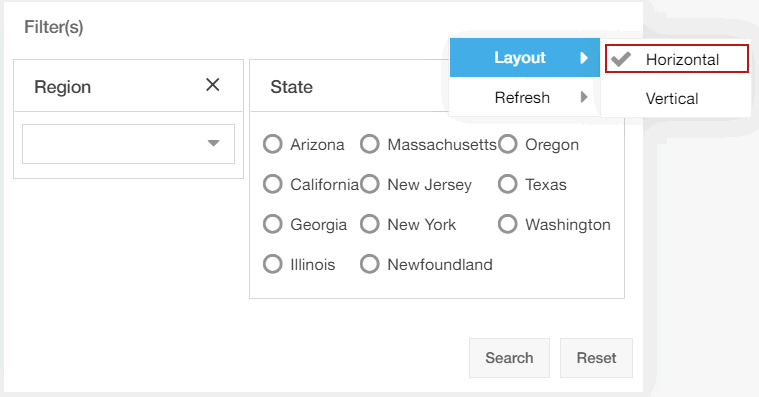 Filter(s)
Layout
Horizontal
Refresh
Vertical
Region
State
Arizona Massachusetts Oregon
California New Jersey Texas
Georgia New York Washington
Illinois Newfoundland
Search Reset